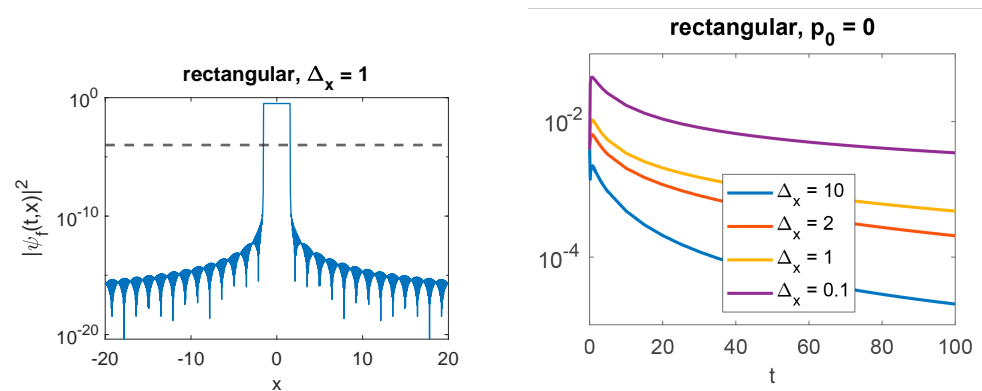 rectangular, Δx = 1
10^0
10^-10
10^-20
|ψf(t,x)|^2
-20
-10
0
10
20
x
rectangular, p0 = 0
10^-2
10^-4
Δx = 10
Δx = 2
Δx = 1
Δx = 0.1
0
20
40
60
80
100
t